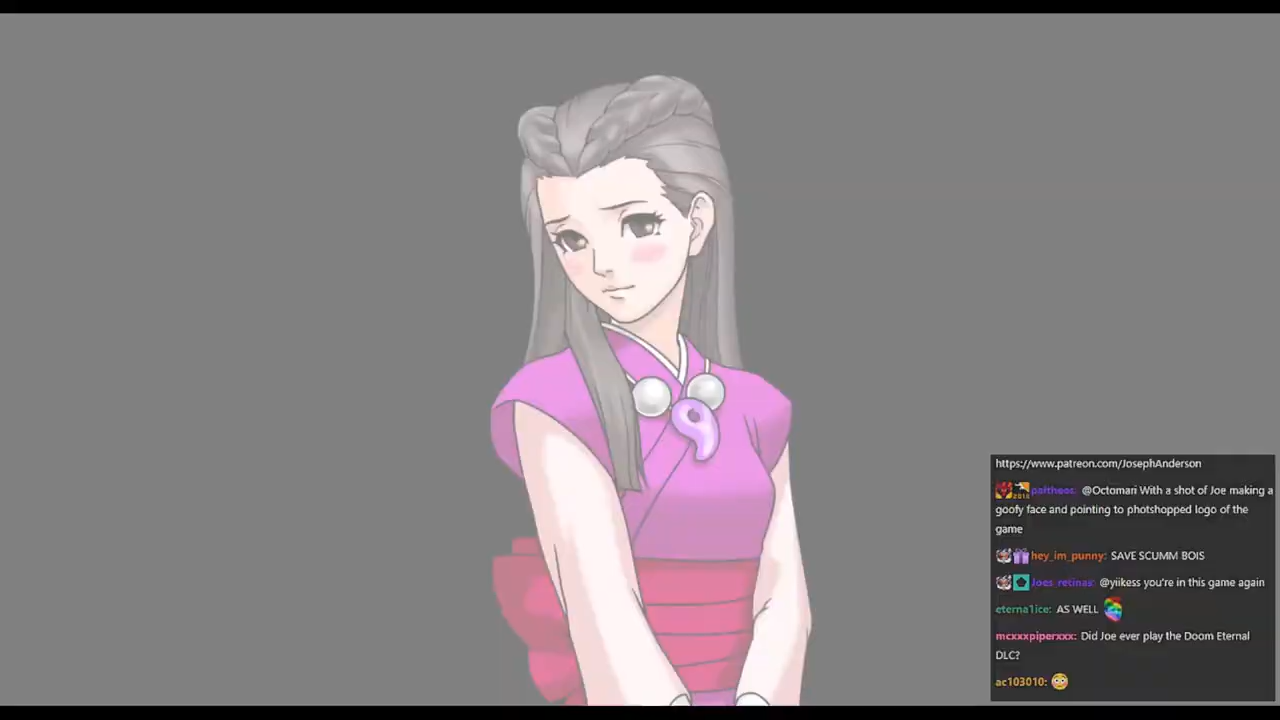 https://www.patreon.com/JosephAnderson
paltheos: @Octomari With a shot of Joe making a
goofy face and pointing to photshopped logo of the
game
hey_im_punny: SAVE SCUMM BOIS
Joes_retinas: @yiikess you're in this game again
eterna1ice: AS WELL
mcxxxpiperxxx: Did Joe ever play the Doom Eternal
DLC?
ac103010: